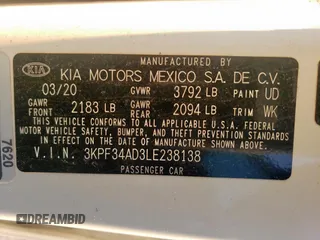 MANUFACTURED BY
KIA KIA MOTORS MEXICO S.A. DE C.V.
03/20 GVWR 3792 LB PAINT UD
GAWR FRONT 2183 LB GAWR REAR 2094 LB TRIM WK
THIS VEHICLE CONFORMS TO ALL APPLICABLE FEDERAL MOTOR
VEHICLE SAFETY, BUMPER, AND THEFT PREVENTION STANDARDS
IN EFFECT ON THE DATE OF MANUFACTURE SHOWN ABOVE.
V.I.N. 3KPF34AD3LE238138
PASSENGER CAR
7620
DREAMBID